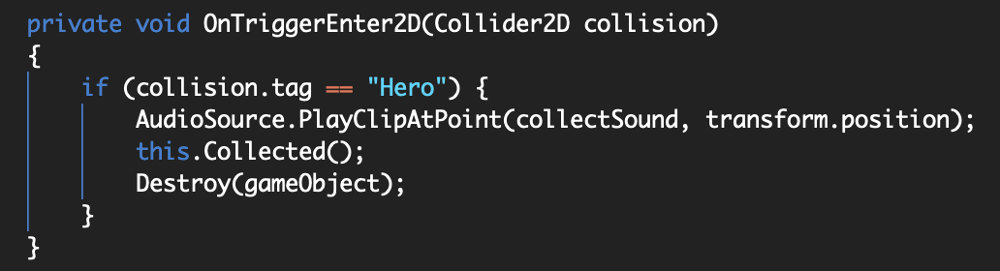 private void OnTriggerEnter2D(Collider2D collision)
{
if (collision.tag == "Hero") {
AudioSource.PlayClipAtPoint(collectSound, transform.position);
this.Collected();
Destroy(gameObject);
}
}